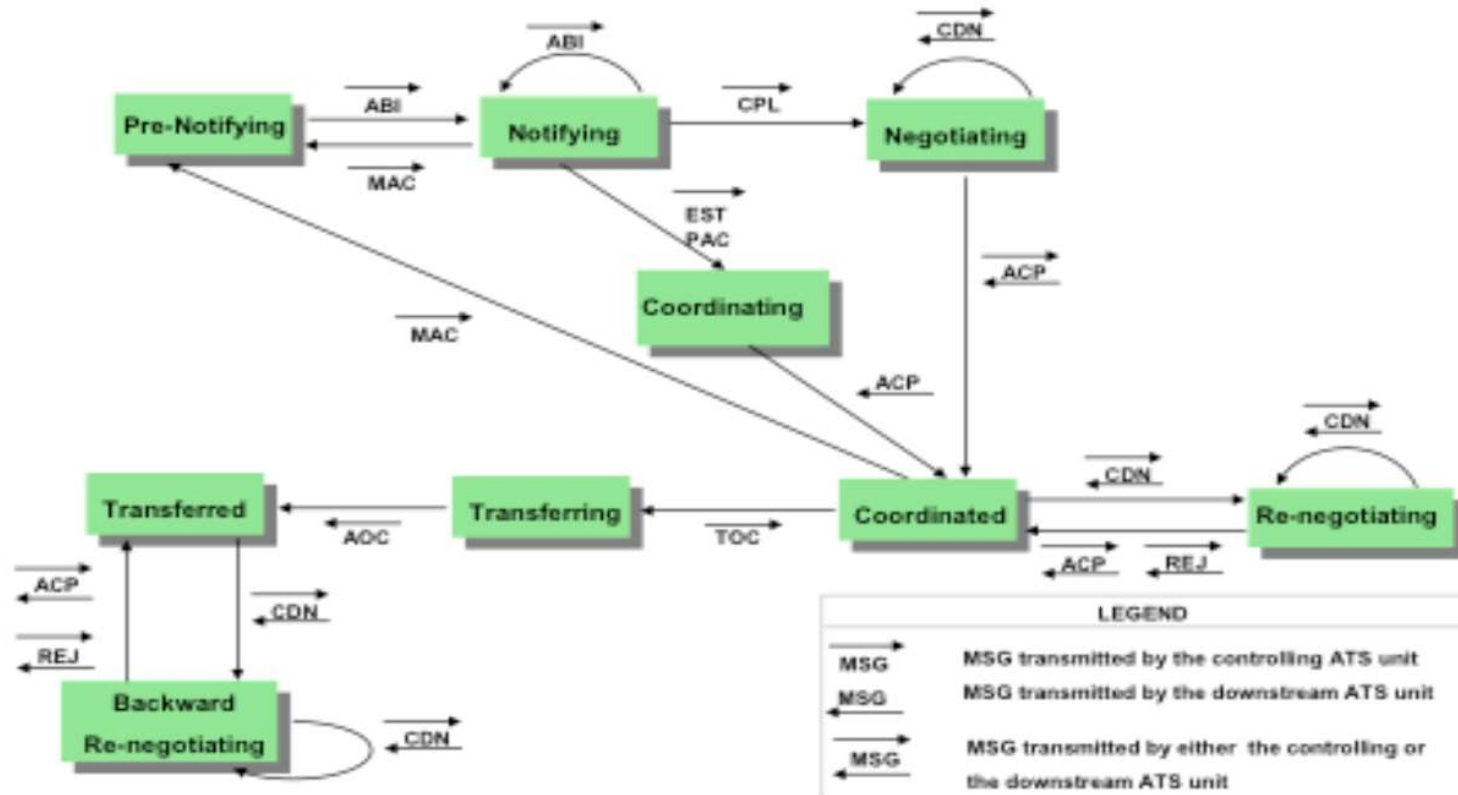 ABI
CDN
ABI
CPL
Pre-Notifying
Notifying
Negotiating
MAC
EST
PAC
ACP
Coordinating
MAC
ACP
CDN
CDN
Transferred
Transferring
Coordinated
Re-negotiating
AOC
TOC
ACP
REJ
ACP
CDN
REJ
Backward
Re-negotiating
CDN
LEGEND
MSG
MSG transmitted by the controlling ATS unit
MSG
MSG transmitted by the downstream ATS unit
MSG
MSG transmitted by either the controlling or
the downstream ATS unit